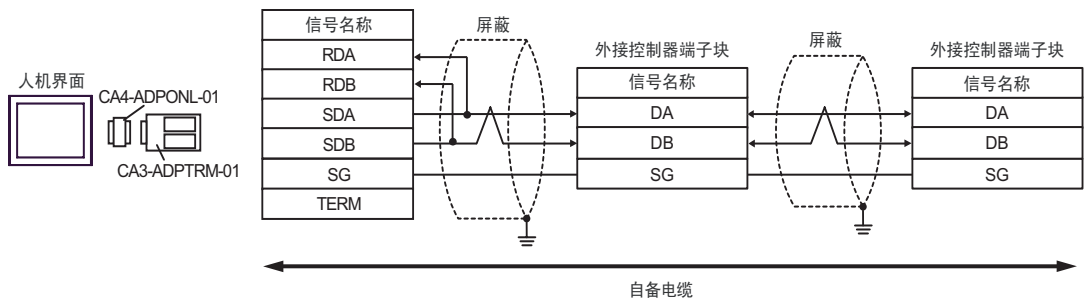 人机界面
CA4-ADPONL-01
CA3-ADPTRM-01
信号名称
RDA
RDB
SDA
SDB
SG
TERM
屏蔽
外接控制器端子块
信号名称
DA
DB
SG
屏蔽
外接控制器端子块
信号名称
DA
DB
SG
自备电缆